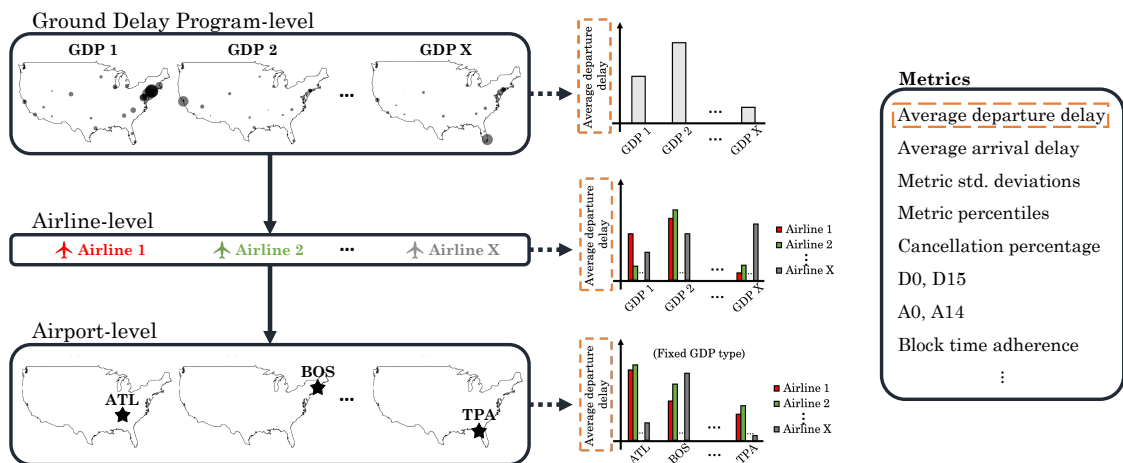 Ground Delay Program-level
GDP 1
GDP 2
GDP X
...
Average departure
delay
GDP 1
GDP 2
...
...
GDP X
Airline-level
Airline 1
Airline 2
...
Airline X
Average departure
delay
...
...
...
...
GDP 1
GDP 2
...
GDP X
Airline 1
Airline 2
⋮
Airline X
Airport-level
ATL
BOS
...
TPA
Average departure
delay
(Fixed GDP type)
...
...
...
ATL
BOS
...
TPA
Airline 1
Airline 2
⋮
Airline X
Metrics
Average departure delay
Average arrival delay
Metric std. deviations
Metric percentiles
Cancellation percentage
D0, D15
A0, A14
Block time adherence
⋮